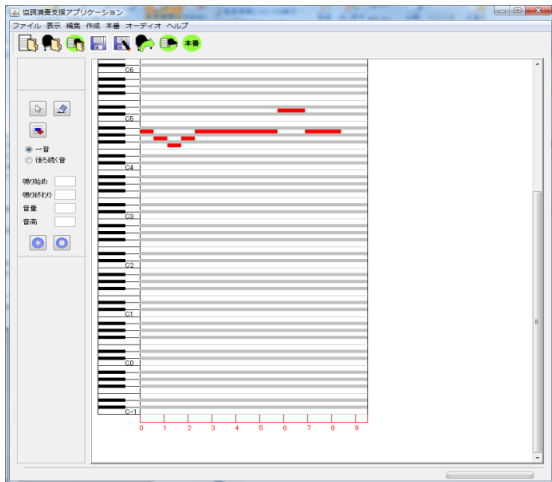 協調演奏支援アプリケーション
ファイル 表示 編集 作成 本番 オーディオ ヘルプ
本番
一音
後ろ続く音
鳴り始め
鳴り終わり
音量
音高
C6
C5
C4
C3
C2
C1
C0
C-1
0 1 2 3 4 5 6 7 8 9